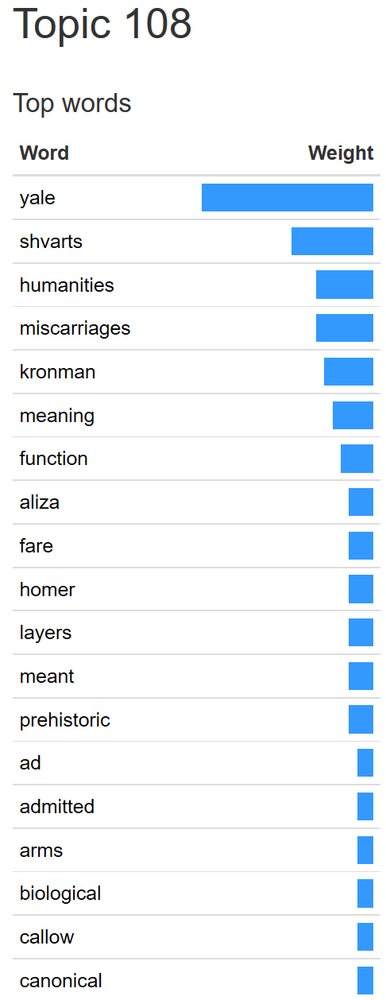 Topic 108
Top words
Word Weight
yale
shvarts
humanities
miscarriages
kronman
meaning
function
aliza
fare
homer
layers
meant
prehistoric
ad
admitted
arms
biological
callow
canonical